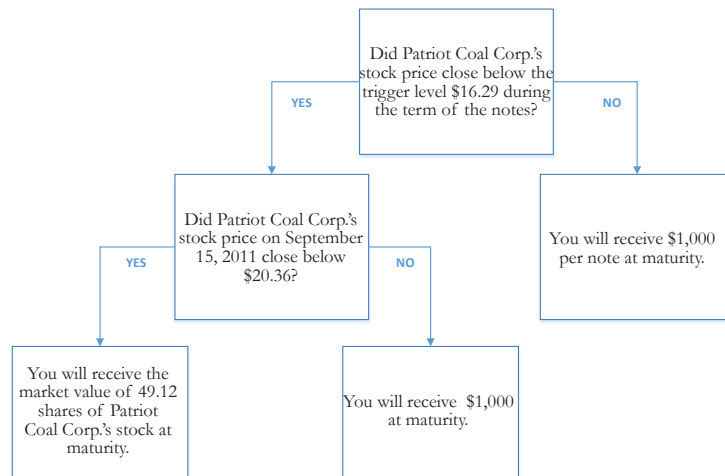 Did Patriot Coal Corp.'s
stock price close below the
trigger level $16.29 during
the term of the notes?
YES
NO
Did Patriot Coal Corp.'s
stock price on September
15, 2011 close below
$20.36?
You will receive $1,000
per note at maturity.
YES
NO
You will receive the
market value of 49.12
shares of Patriot
Coal Corp.'s stock at
maturity.
You will receive $1,000
at maturity.